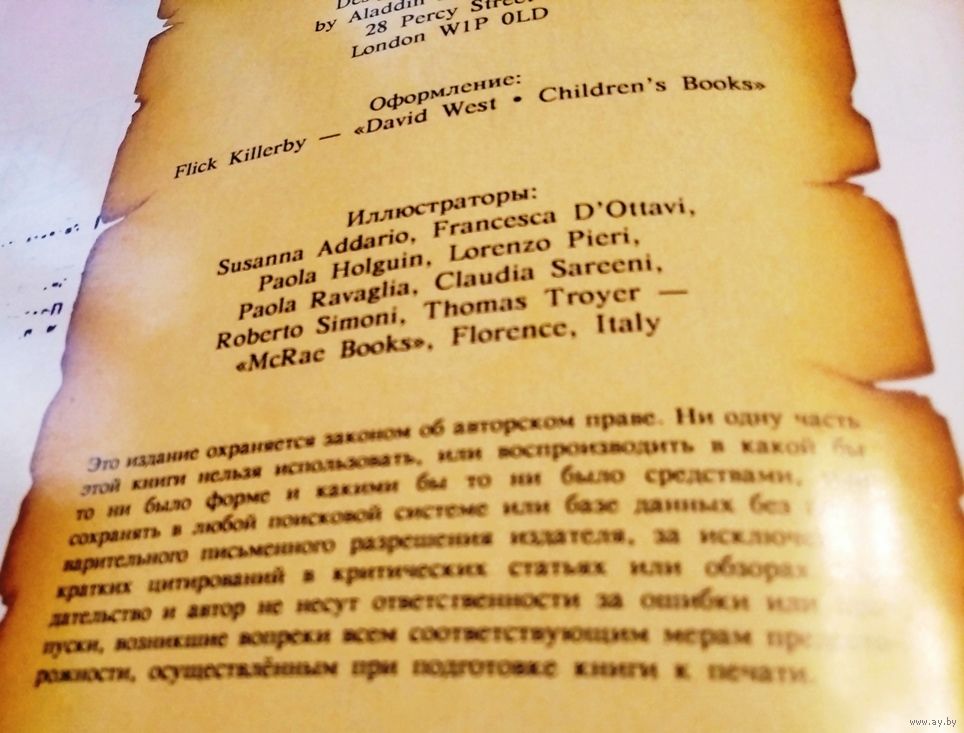 by Aladdin
28 Percy Street
London W1P 0LD
Оформление:
Flick Killerby — «David West • Children's Books»
Иллюстраторы:
Susanna Addario, Francesca D'Ottavi,
Paola Holguin, Lorenzo Pieri,
Paola Ravaglia, Claudia Sareeni,
Roberto Simoni, Thomas Troyer —
«McRae Books», Florence, Italy
Это издание охраняется законом об авторском праве. Ни одну часть
этой книги нельзя использовать, или воспроизводить в какой бы
то ни было форме и какими бы то ни было средствами,
сохранять в любой поисковой системе или базе данных без
варительного письменного разрешения издателя, за исключе
кратких цитирований в критических статьях или обзорах
дательство и автор не несут ответственности за ошибки или
пуски, возникшие вопреки всем соответствующим мерам пред
рожности, осуществлённым при подготовке книги к печати.
www.ay.by